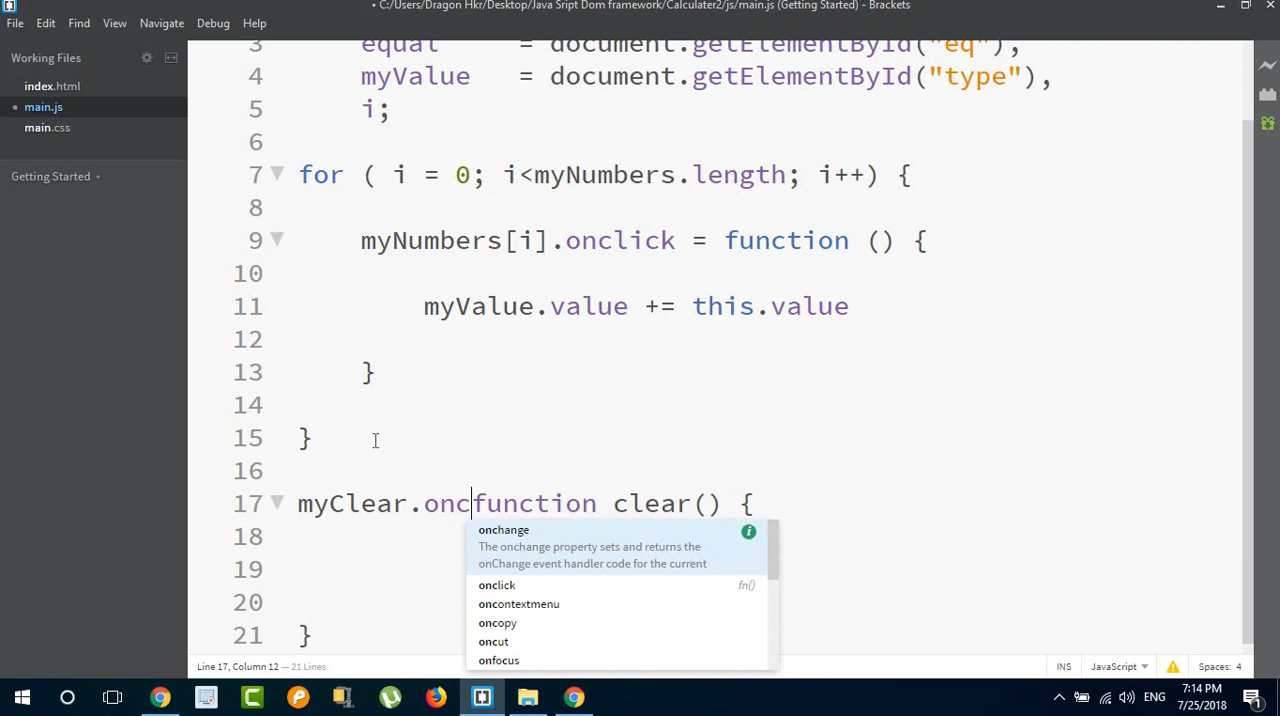 • C:/Users/Dragon Hkr/Desktop/Java Sript Dom framework/Calculater2/js/main.js (Getting Started) - Brackets
File Edit Find View Navigate Debug Help
Working Files
index.html
main.js
main.css
Getting Started
3 equal = document.getElementById("eq"),
4 myValue = document.getElementById("type"),
5 i;
6
7 for ( i = 0; i<myNumbers.length; i++) {
8
9 myNumbers[i].onclick = function () {
10
11 myValue.value += this.value
12
13 }
14
15 }
16
17 myClear.oncfunction clear() {
18
19
20
21 }
onchange
The onchange property sets and returns the
onChange event handler code for the current
onclick fn()
oncontextmenu
oncopy
oncut
onfocus
Line 17, Column 12 — 21 Lines
INS JavaScript Spaces: 4
ENG
7:14 PM
7/25/2018